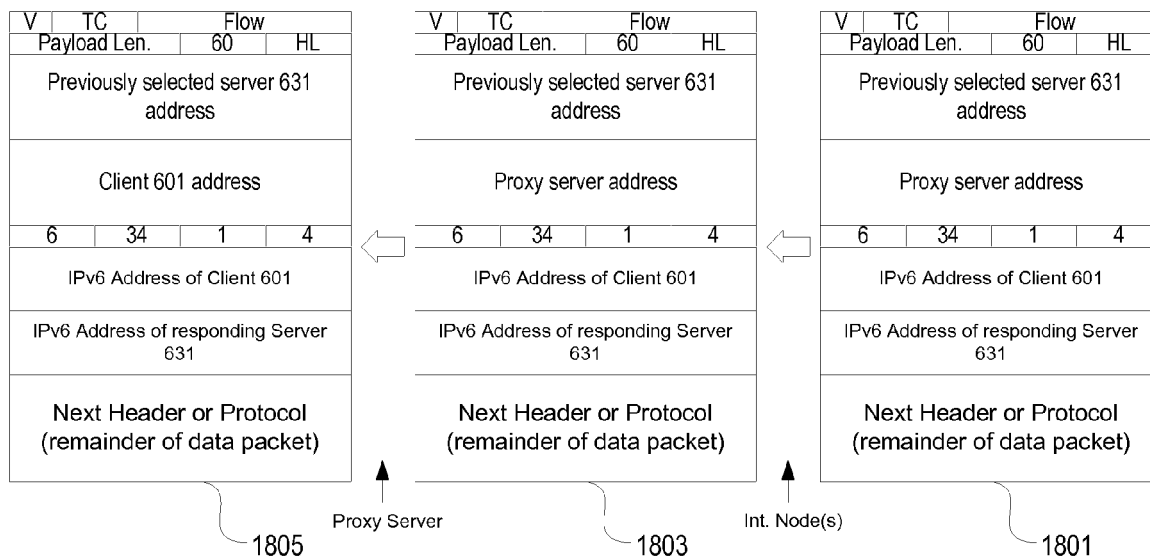 V TC Flow
Payload Len. 60 HL
Previously selected server 631
address
Client 601 address
6 34 1 4
IPv6 Address of Client 601
IPv6 Address of responding Server
631
Next Header or Protocol
(remainder of data packet)
1805
Proxy Server
V TC Flow
Payload Len. 60 HL
Previously selected server 631
address
Proxy server address
6 34 1 4
IPv6 Address of Client 601
IPv6 Address of responding Server
631
Next Header or Protocol
(remainder of data packet)
1803
Int. Node(s)
V TC Flow
Payload Len. 60 HL
Previously selected server 631
address
Proxy server address
6 34 1 4
IPv6 Address of Client 601
IPv6 Address of responding Server
631
Next Header or Protocol
(remainder of data packet)
1801